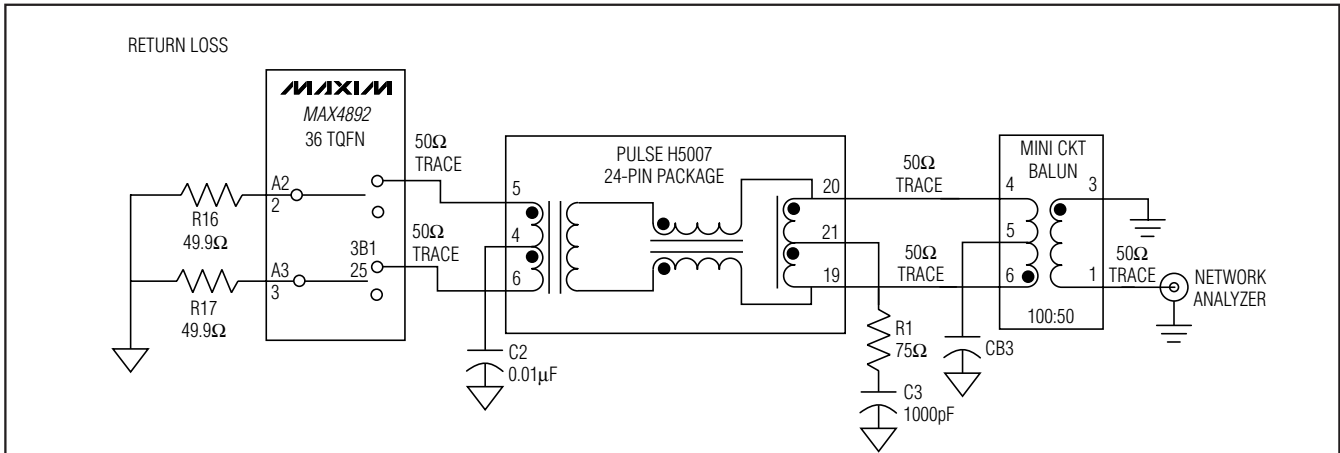 RETURN LOSS
MAXIM
MAX4892
36 TQFN
A2
2
R16
49.9Ω
A3
3
R17
49.9Ω
3B1
25
50Ω
TRACE
50Ω
TRACE
PULSE H5007
24-PIN PACKAGE
5
4
6
C2
0.01μF
20
21
19
R1
75Ω
C3
1000pF
50Ω
TRACE
50Ω
TRACE
MINI CKT
BALUN
4
5
6
3
1
100:50
CB3
50Ω
TRACE
NETWORK
ANALYZER